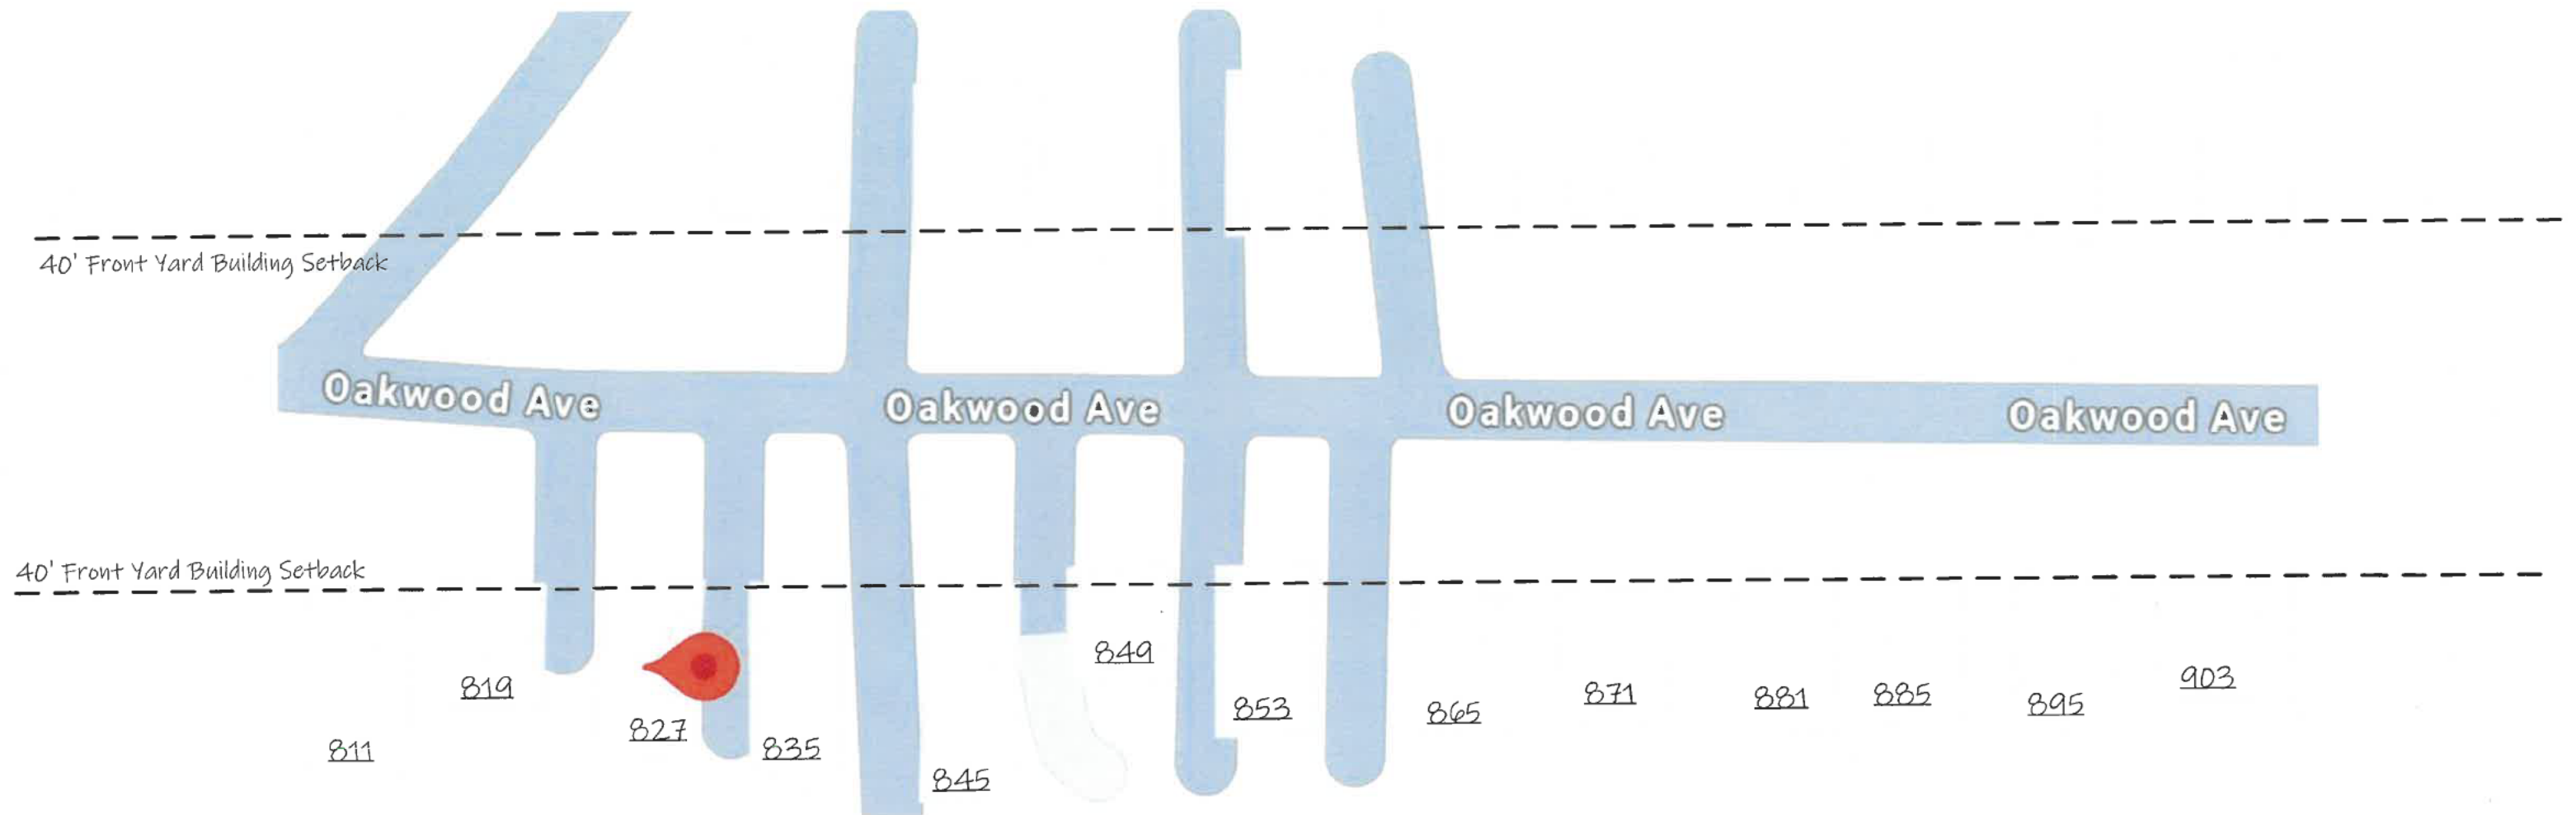 40' Front Yard Building Setback
Oakwood Ave Oakwood Ave Oakwood Ave Oakwood Ave
40' Front Yard Building Setback
811 819 827 835 845 849 853 865 871 881 885 895 903